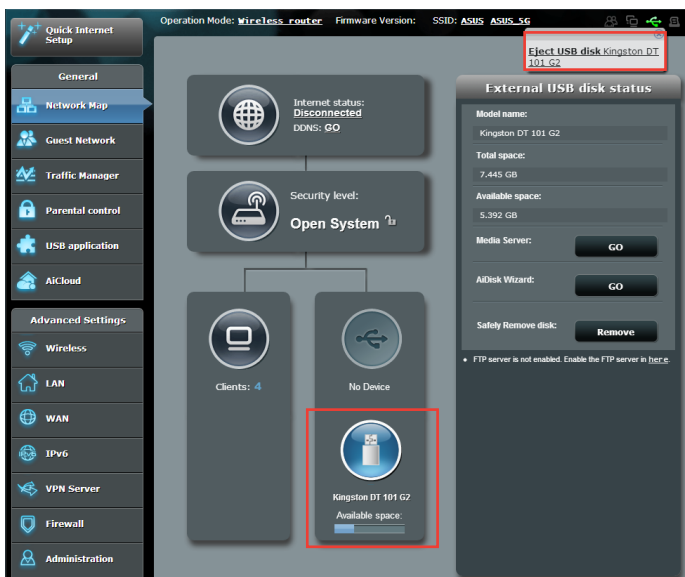 Quick Internet
Setup
Operation Mode: Wireless router Firmware Version: SSID: ASUS ASUS_5G
Eject USB disk Kingston DT
101 G2
General
Network Map
Guest Network
Traffic Manager
Parental control
USB application
AiCloud
Advanced Settings
Wireless
LAN
WAN
IPv6
VPN Server
Firewall
Administration
Internet status:
Disconnected
DDNS: GO
Security level:
Open System
Clients: 4
No Device
Kingston DT 101 G2
Available space:
External USB disk status
Model name:
Kingston DT 101 G2
Total space:
7.445 GB
Available space:
5.392 GB
Media Server: GO
AiDisk Wizard: GO
Safely Remove disk: Remove
• FTP server is not enabled. Enable the FTP server in here.